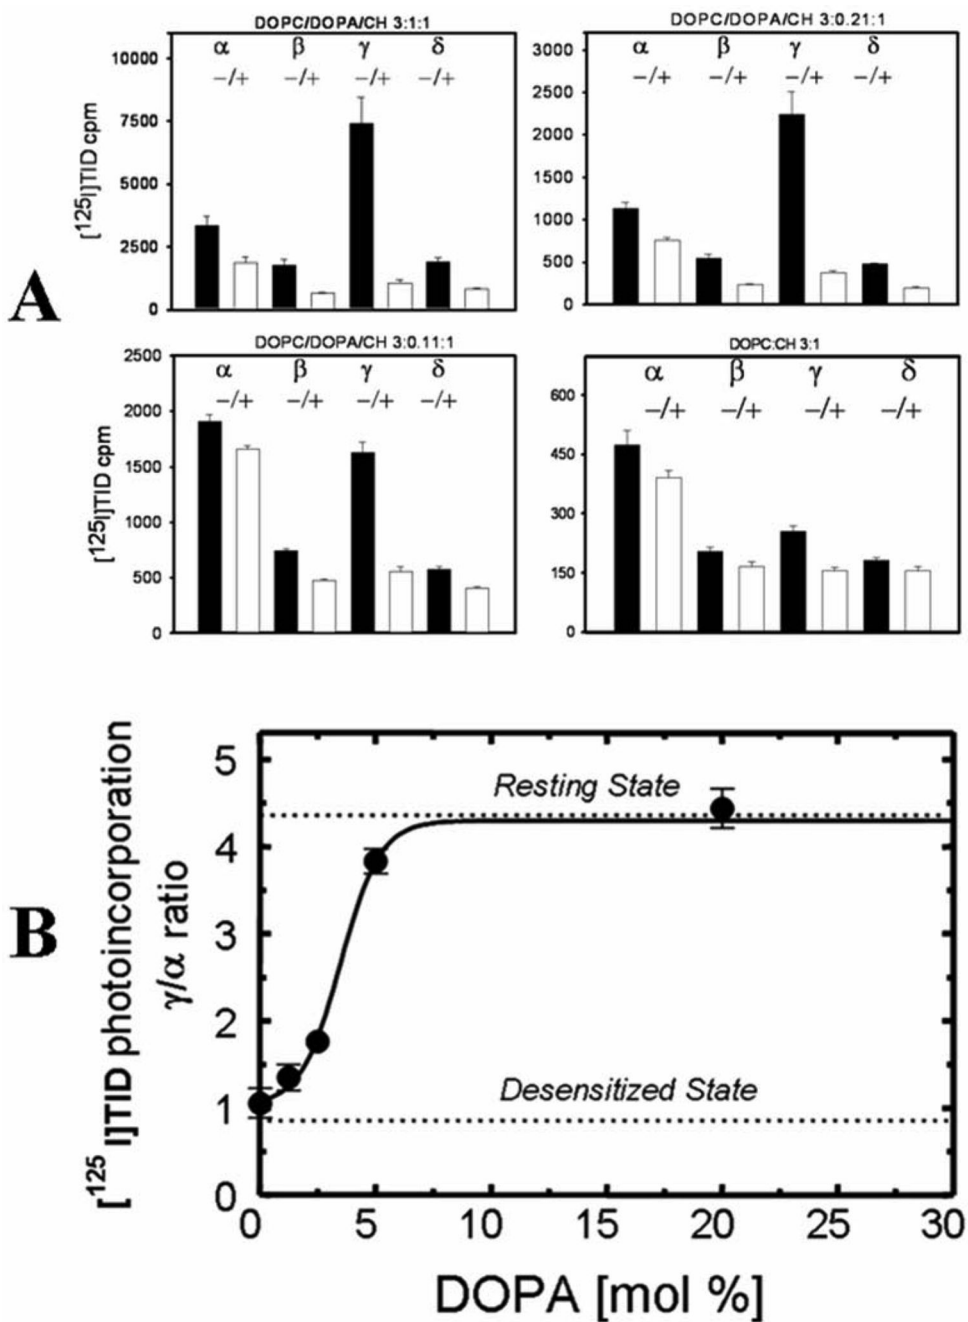 A
DOPC/DOPA/CH 3:1:1
α β γ δ
−/+ −/+ −/+ −/+
[125I]TID cpm
10000
7500
5000
2500
0
DOPC/DOPA/CH 3:0.21:1
α β γ δ
−/+ −/+ −/+ −/+
3000
2500
2000
1500
1000
500
0
DOPC/DOPA/CH 3:0.11:1
α β γ δ
−/+ −/+ −/+ −/+
[125I]TID cpm
2500
2000
1500
1000
500
0
DOPC:CH 3:1
α β γ δ
−/+ −/+ −/+ −/+
600
450
300
150
0
B
[125 I]TID photoincorporation
γ/α ratio
5
4
3
2
1
0
Resting State
Desensitized State
0 5 10 15 20 25 30
DOPA [mol %]